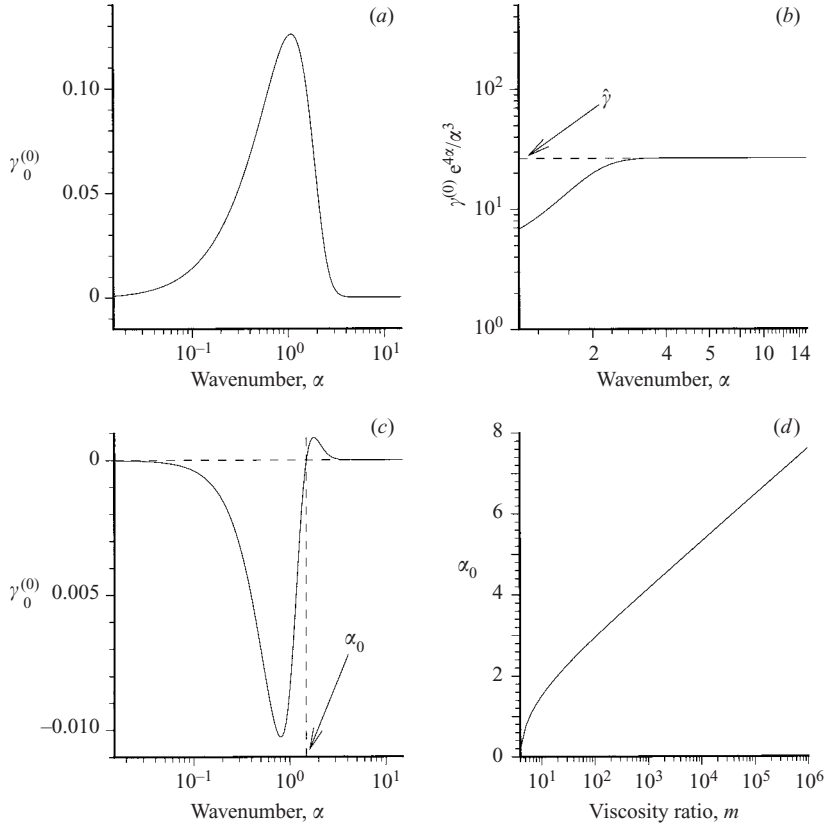 (a)
0.10
0.05
0
γ₀⁽⁰⁾
10⁻¹
10⁰
10¹
Wavenumber, α
(b)
γ̂
10²
10¹
10⁰
γ⁽⁰⁾ e⁴ᵅ/α³
2
4
5
10
14
Wavenumber, α
(c)
0
0.005
−0.010
γ₀⁽⁰⁾
α₀
10⁻¹
10⁰
10¹
Wavenumber, α
(d)
8
6
4
2
0
α₀
10¹
10²
10³
10⁴
10⁵
10⁶
Viscosity ratio, m